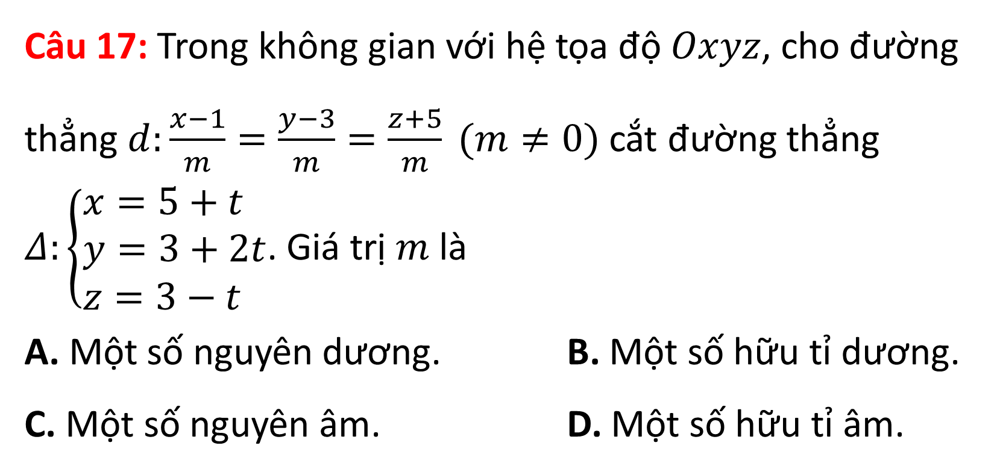 Câu 17: Trong không gian với hệ tọa độ Oxyz, cho đường
thẳng d: \frac{x-1}{m} = \frac{y-3}{m} = \frac{z+5}{m} (m ≠ 0) cắt đường thẳng
Δ: \begin{cases} x = 5 + t \\ y = 3 + 2t \\ z = 3 - t \end{cases}. Giá trị m là
A. Một số nguyên dương. B. Một số hữu tỉ dương.
C. Một số nguyên âm. D. Một số hữu tỉ âm.